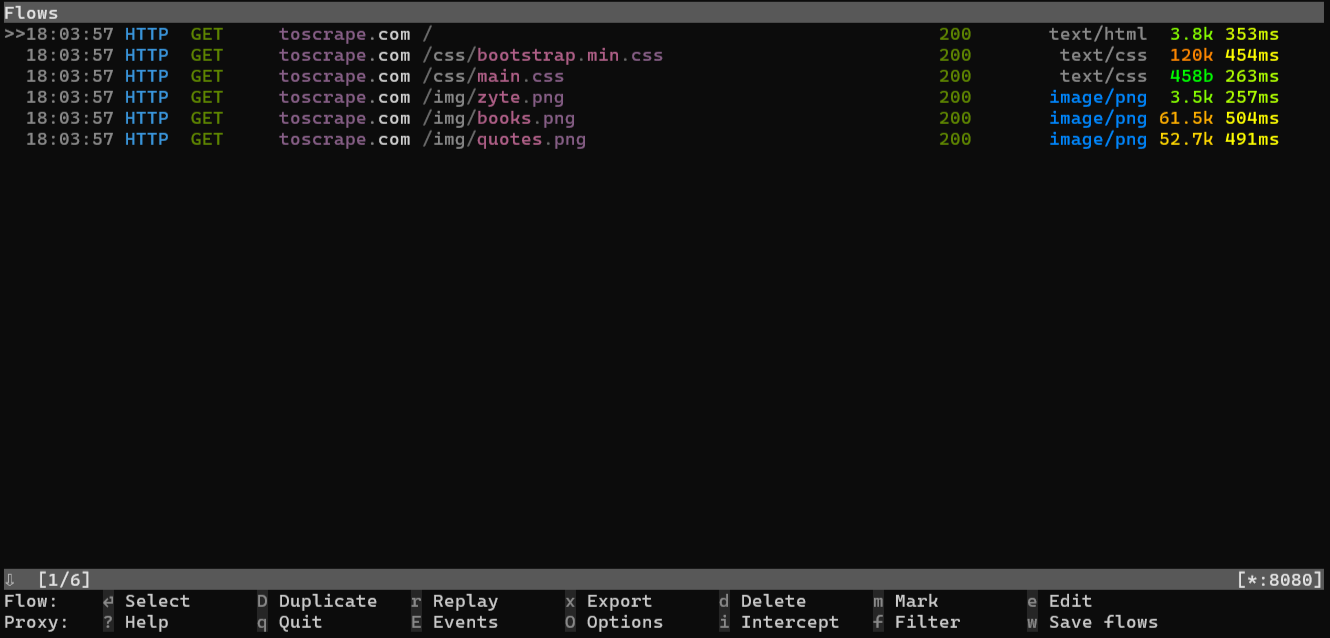 Flows
>>18:03:57 HTTP GET toscrape.com / 200 text/html 3.8k 353ms
18:03:57 HTTP GET toscrape.com /css/bootstrap.min.css 200 text/css 120k 454ms
18:03:57 HTTP GET toscrape.com /css/main.css 200 text/css 458b 263ms
18:03:57 HTTP GET toscrape.com /img/zyte.png 200 image/png 3.5k 257ms
18:03:57 HTTP GET toscrape.com /img/books.png 200 image/png 61.5k 504ms
18:03:57 HTTP GET toscrape.com /img/quotes.png 200 image/png 52.7k 491ms
⇩ [1/6] [*:8080]
Flow: ⏎ Select D Duplicate r Replay x Export d Delete m Mark e Edit
Proxy: ? Help q Quit E Events O Options i Intercept f Filter w Save flows